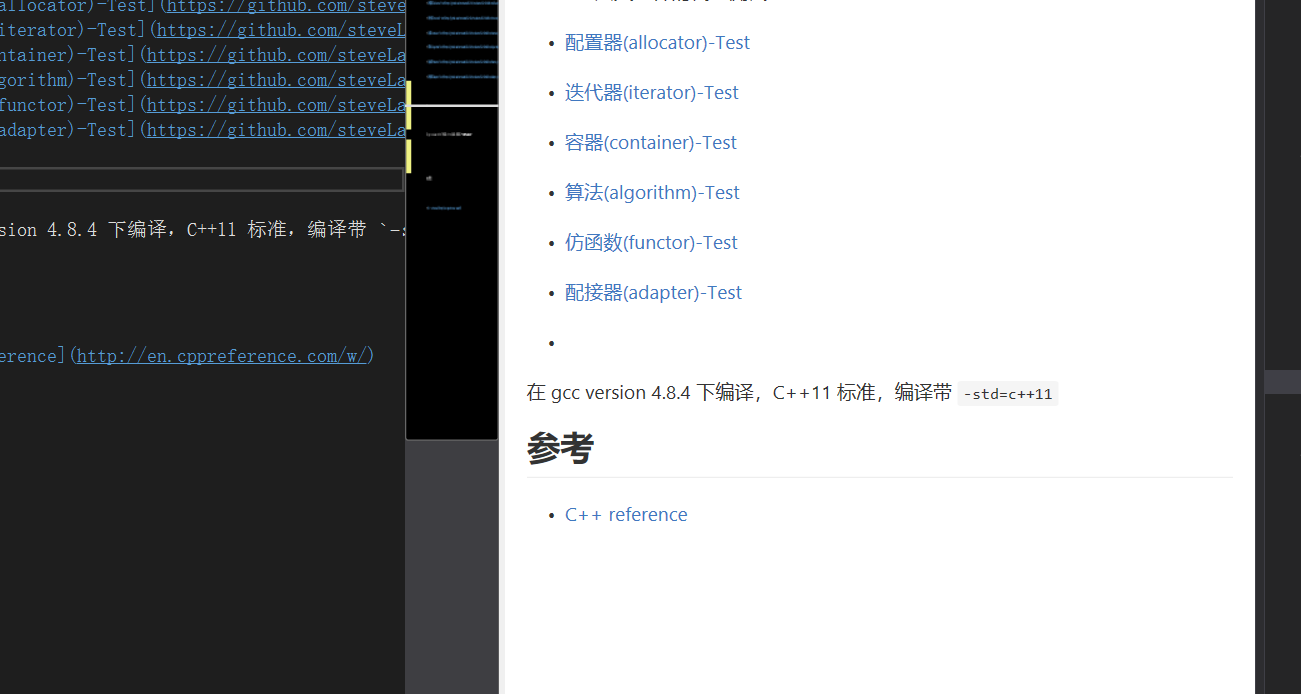 allocator)-Test](https://github.com/steve
iterator)-Test](https://github.com/steveL
ntainer)-Test](https://github.com/steveLa
gorithm)-Test](https://github.com/steveLa
functor)-Test](https://github.com/steveLa
adapter)-Test](https://github.com/steveLa
sion 4.8.4 下编译，C++11 标准，编译带 `-s
erence](http://en.cppreference.com/w/)
• 配置器(allocator)-Test
• 迭代器(iterator)-Test
• 容器(container)-Test
• 算法(algorithm)-Test
• 仿函数(functor)-Test
• 配接器(adapter)-Test
•
在 gcc version 4.8.4 下编译，C++11 标准，编译带 -std=c++11
参考
• C++ reference